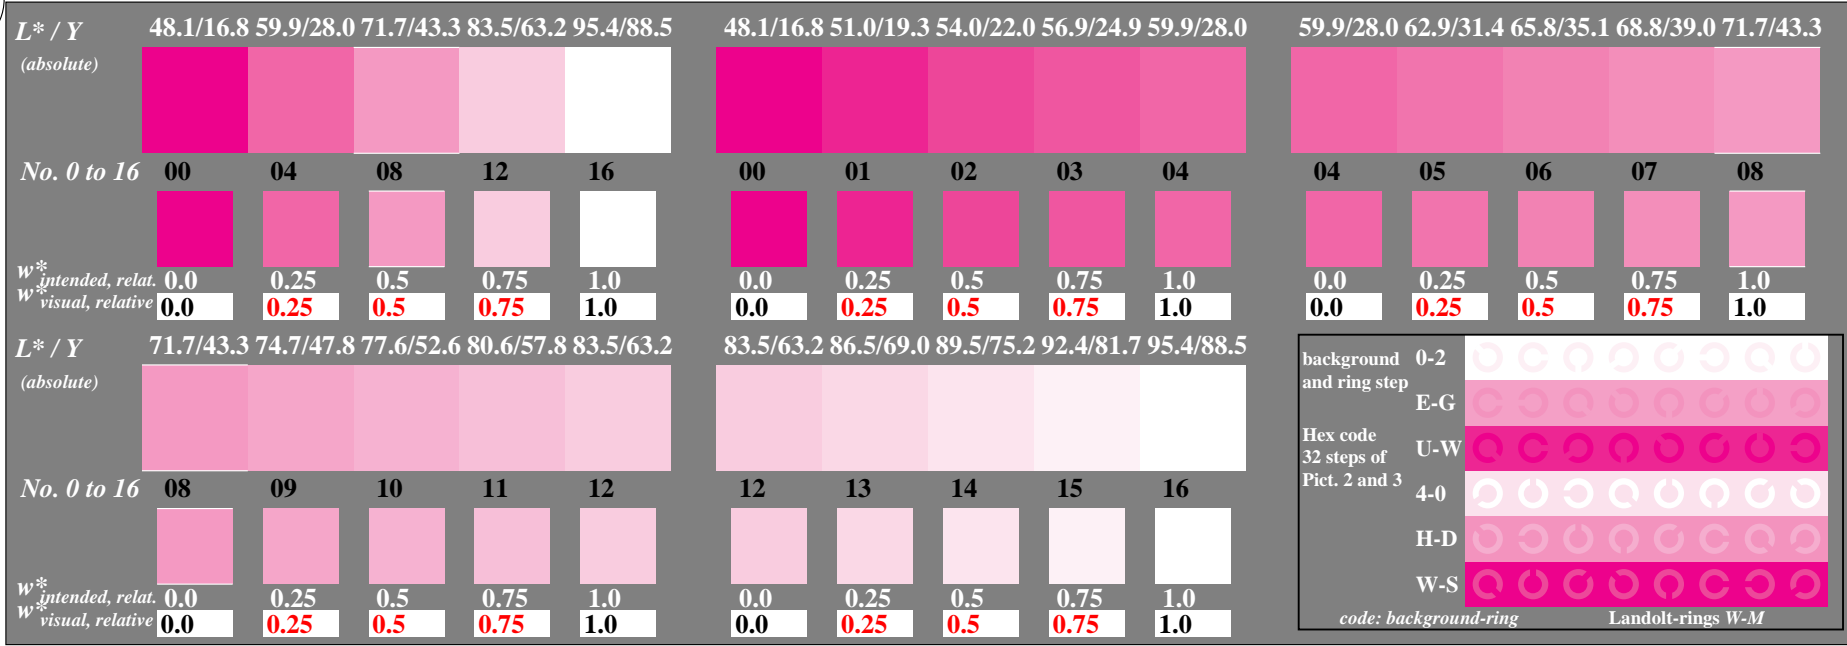 L* / Y 48.1/16.8 59.9/28.0 71.7/43.3 83.5/63.2 95.4/88.5 48.1/16.8 51.0/19.3 54.0/22.0 56.9/24.9 59.9/28.0 59.9/28.0 62.9/31.4 65.8/35.1 68.8/39.0 71.7/43.3
(absolute)
No. 0 to 16 00 04 08 12 16 00 01 02 03 04 04 05 06 07 08
w* intended, relat. 0.0 0.25 0.5 0.75 1.0 0.0 0.25 0.5 0.75 1.0 0.0 0.25 0.5 0.75 1.0
w* visual, relative 0.0 0.25 0.5 0.75 1.0 0.0 0.25 0.5 0.75 1.0 0.0 0.25 0.5 0.75 1.0
L* / Y 71.7/43.3 74.7/47.8 77.6/52.6 80.6/57.8 83.5/63.2 83.5/63.2 86.5/69.0 89.5/75.2 92.4/81.7 95.4/88.5
(absolute)
No. 0 to 16 08 09 10 11 12 12 13 14 15 16
w* intended, relat. 0.0 0.25 0.5 0.75 1.0 0.0 0.25 0.5 0.75 1.0
w* visual, relative 0.0 0.25 0.5 0.75 1.0 0.0 0.25 0.5 0.75 1.0
background 0-2
and ring step
E-G
Hex code
U-W
32 steps of
Pict. 2 and 3
4-0
H-D
W-S
code: background-ring Landolt-rings W-M